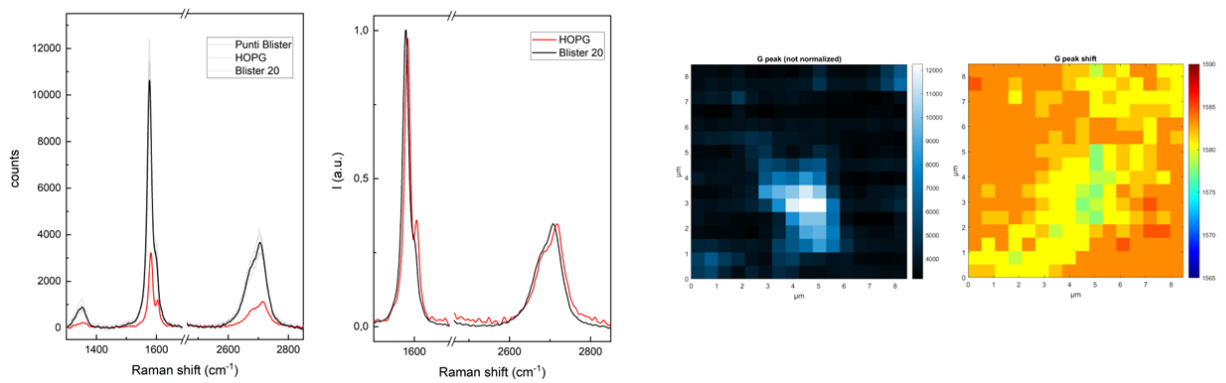 Punti Blister
HOPG
Blister 20
12000
10000
8000
6000
4000
2000
0
counts
1400
1600
2600
2800
Raman shift (cm⁻¹)
HOPG
Blister 20
1,0
0,5
0,0
I (a.u.)
1600
2600
2800
Raman shift (cm⁻¹)
G peak (not normalized)
8
7
6
5
4
3
2
1
0
µm
0 1 2 3 4 5 6 7 8
µm
12000
11000
10000
9000
8000
7000
6000
5000
4000
G peak shift
8
7
6
5
4
3
2
1
0
µm
0 1 2 3 4 5 6 7 8
µm
1590
1585
1580
1575
1570
1565